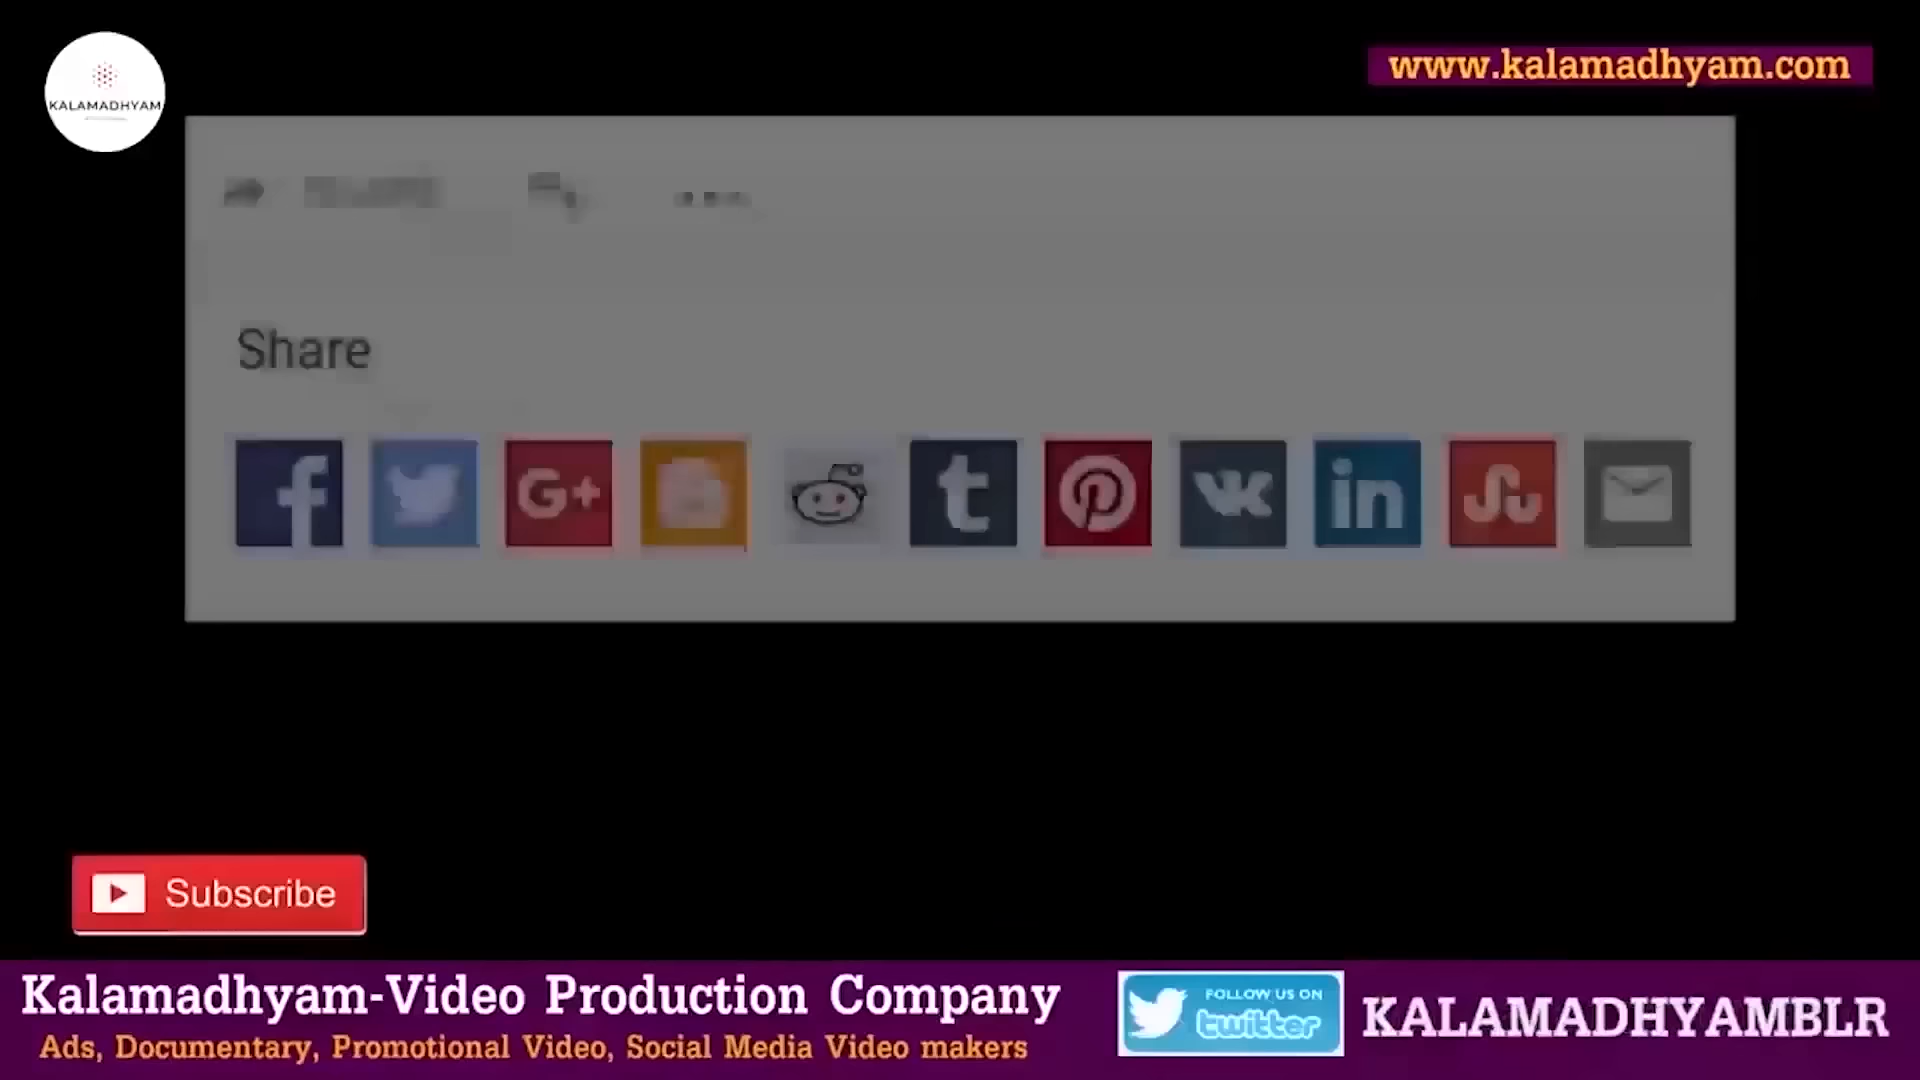 KALAMADHYAM
www.kalamadhyam.com
Share
f G+ t VK in
Subscribe
Kalamadhyam-Video Production Company
Ads, Documentary, Promotional Video, Social Media Video makers
FOLLOW US ON
twitter
KALAMADHYAMBLR